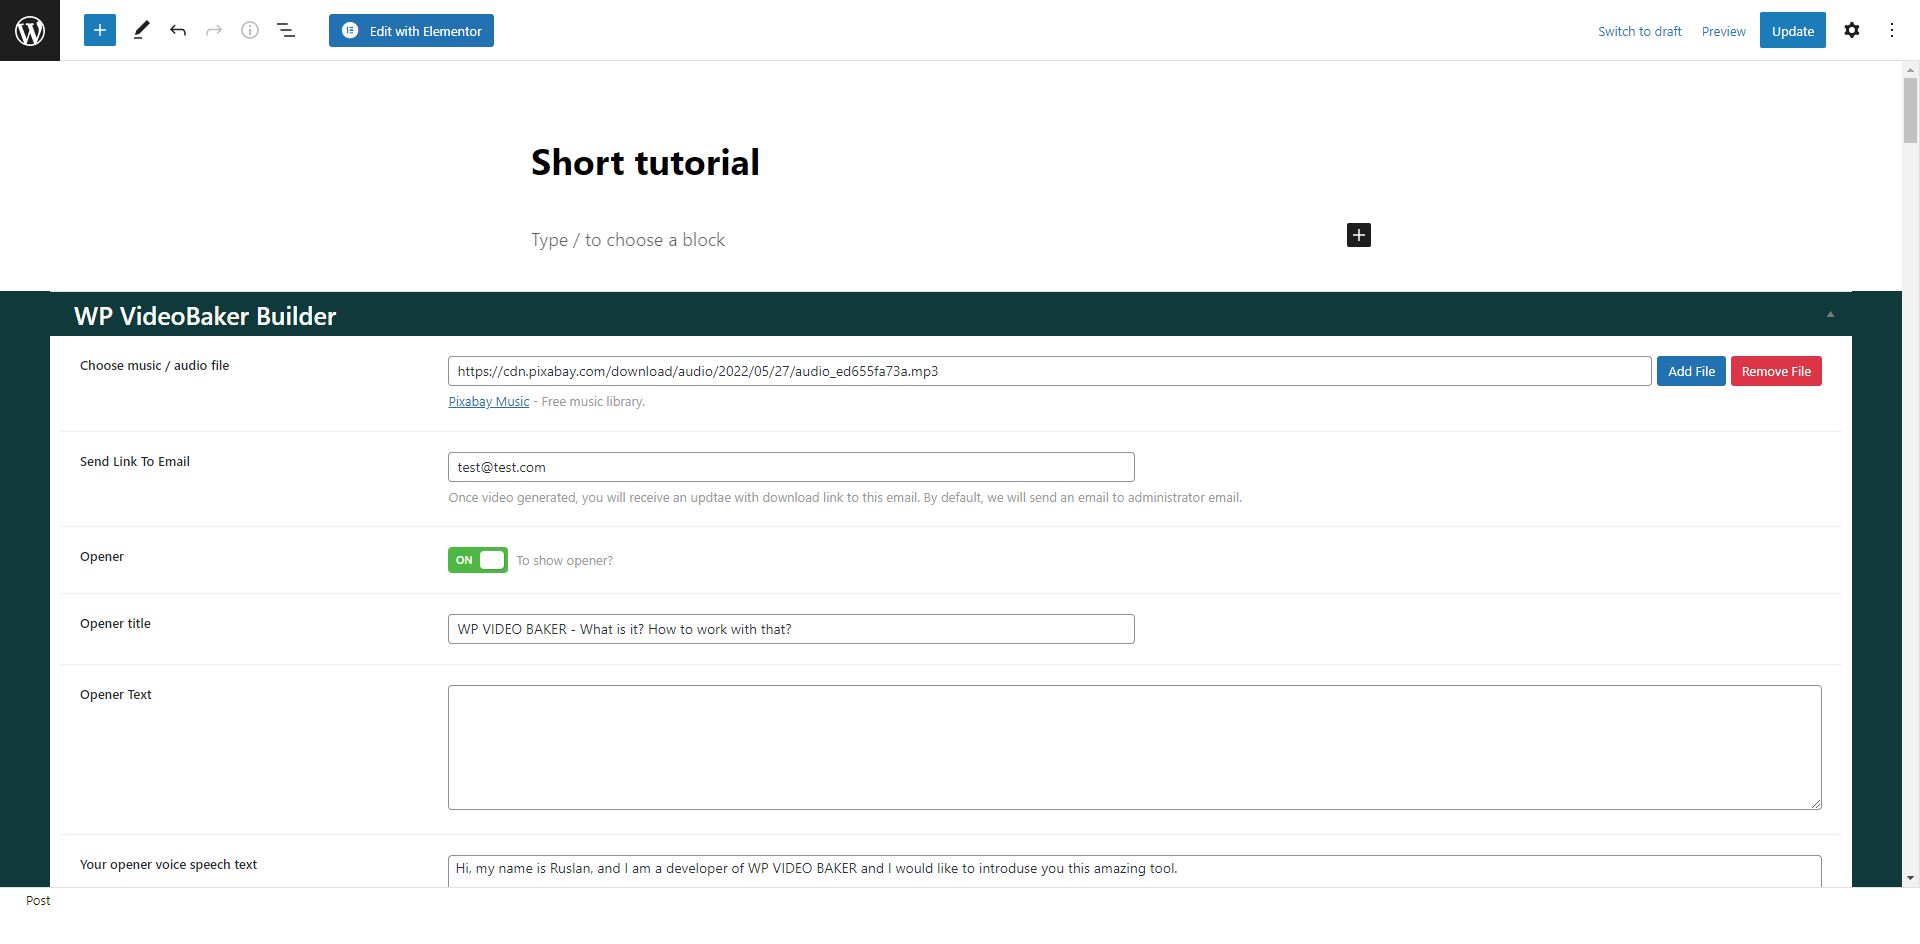 Edit with Elementor
Switch to draft
Preview
Update
Short tutorial
Type / to choose a block
WP VideoBaker Builder
Choose music / audio file
https://cdn.pixabay.com/download/audio/2022/05/27/audio_ed655fa73a.mp3
Add File
Remove File
Pixabay Music - Free music library.
Send Link To Email
test@test.com
Once video generated, you will receive an updtae with download link to this email. By default, we will send an email to administrator email.
Opener
ON
To show opener?
Opener title
WP VIDEO BAKER - What is it? How to work with that?
Opener Text
Your opener voice speech text
Hi, my name is Ruslan, and I am a developer of WP VIDEO BAKER and I would like to introduse you this amazing tool.
Post